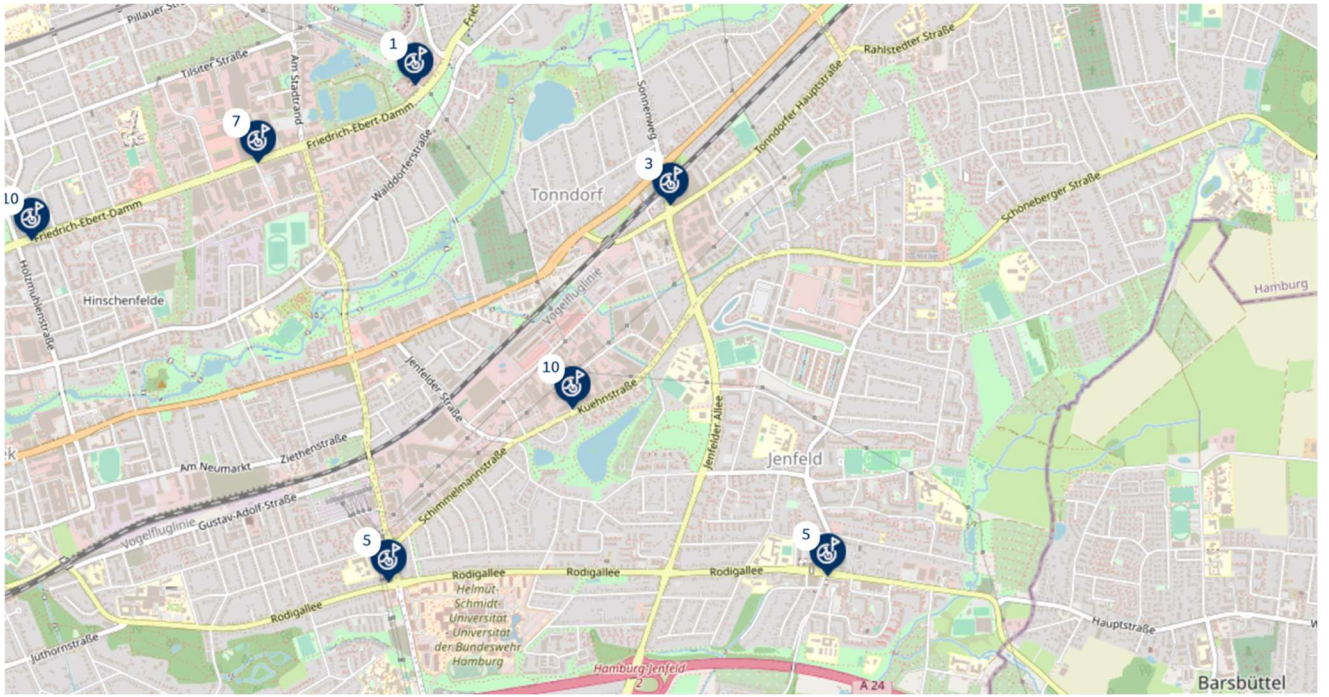 Pillauer Str
Tilsiter Straße
Am Stadtrand
1
Friedrich-Ebert-Damm
7
Walddörferstraße
Sonnenweg
Rahlstedter Straße
Tonndorfer Hauptstraße
3
Tonndorf
Schöneberger Straße
10
Friedrich-Ebert-Damm
Holzmühlenstraße
Hinschenfelde
Vogelfluglinie
Hamburg
Jenfelder Straße
10
Kuehnstraße
Jenfelder Allee
Jenfeld
ek
Ziethenstraße
Am Neumarkt
Gustav-Adolf-Straße
Vogelfluglinie
Schimmelmannstraße
5
5
Rodigallee
Rodigallee
Rodigallee
Rodigallee
Helmut-
Schmidt-
Universität
- Universität
der Bundeswehr
Hamburg
Hauptstraße
Juthornstraße
Hamburg-Jenfeld
2
A 24
Barsbüttel